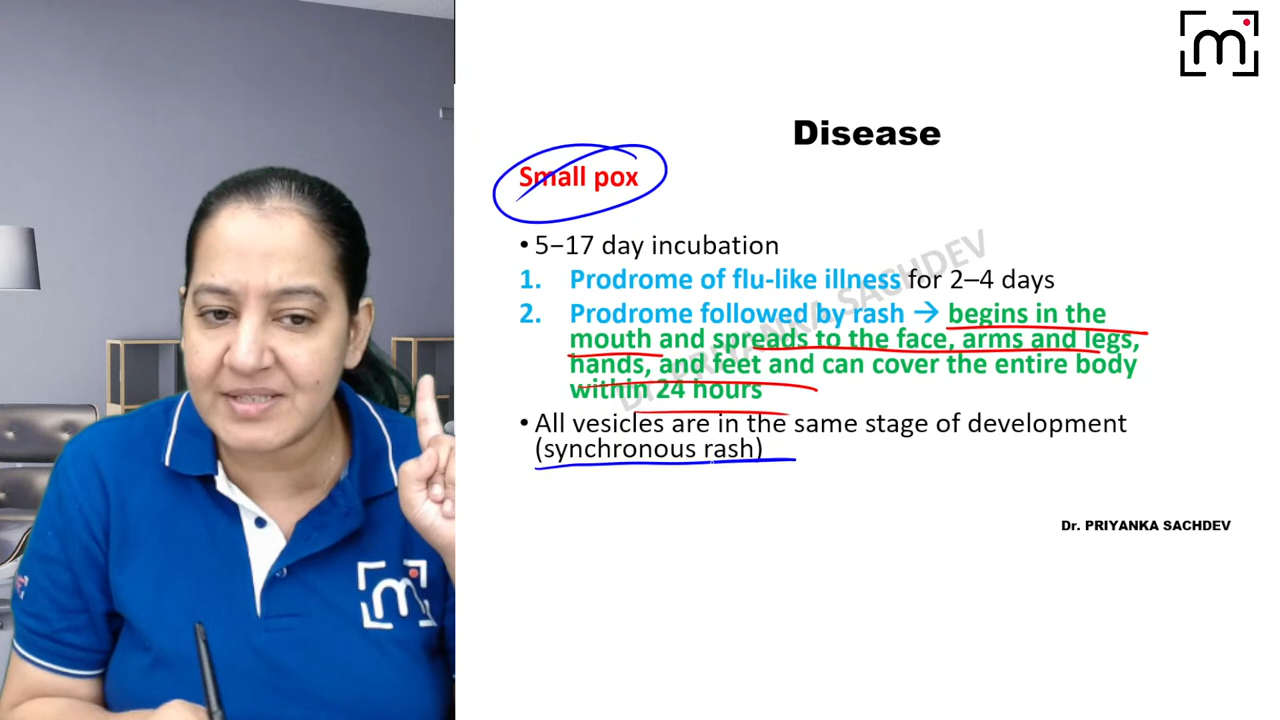 Disease
Small pox
• 5–17 day incubation
1. Prodrome of flu-like illness for 2–4 days
2. Prodrome followed by rash → begins in the
mouth and spreads to the face, arms and legs,
hands, and feet and can cover the entire body
within 24 hours
• All vesicles are in the same stage of development
(synchronous rash)
Dr. PRIYANKA SACHDEV
Dr. PRIYANKA SACHDEV
m
m